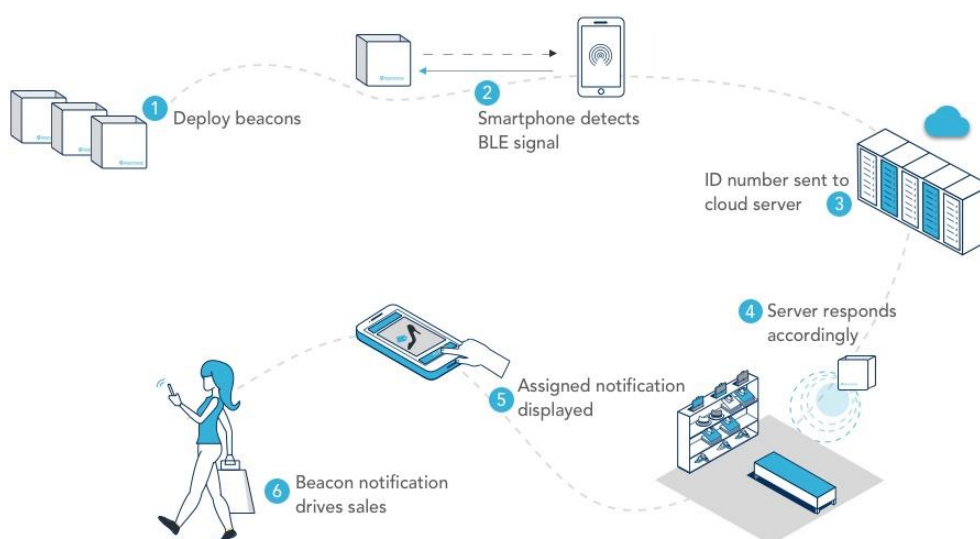 1
Deploy beacons
2
Smartphone detects
BLE signal
ID number sent to
cloud server 3
4 Server responds
accordingly
5 Assigned notification
displayed
6 Beacon notification
drives sales